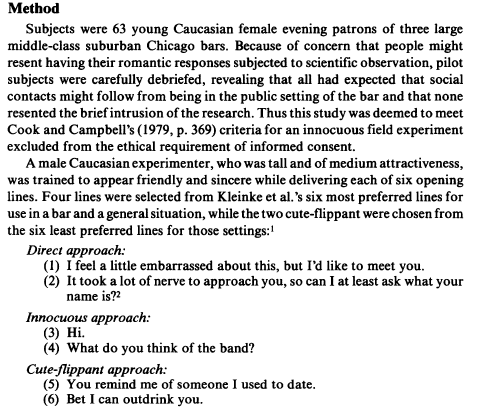 Method
Subjects were 63 young Caucasian female evening patrons of three large
middle-class suburban Chicago bars. Because of concern that people might
resent having their romantic responses subjected to scientific observation, pilot
subjects were carefully debriefed, revealing that all had expected that social
contacts might follow from being in the public setting of the bar and that none
resented the brief intrusion of the research. Thus this study was deemed to meet
Cook and Campbell's (1979, p. 369) criteria for an innocuous field experiment
excluded from the ethical requirement of informed consent.
A male Caucasian experimenter, who was tall and of medium attractiveness,
was trained to appear friendly and sincere while delivering each of six opening
lines. Four lines were selected from Kleinke et al.'s six most preferred lines for
use in a bar and a general situation, while the two cute-flippant were chosen from
the six least preferred lines for those settings:¹
Direct approach:
(1) I feel a little embarrassed about this, but I'd like to meet you.
(2) It took a lot of nerve to approach you, so can I at least ask what your
name is?²
Innocuous approach:
(3) Hi.
(4) What do you think of the band?
Cute-flippant approach:
(5) You remind me of someone I used to date.
(6) Bet I can outdrink you.